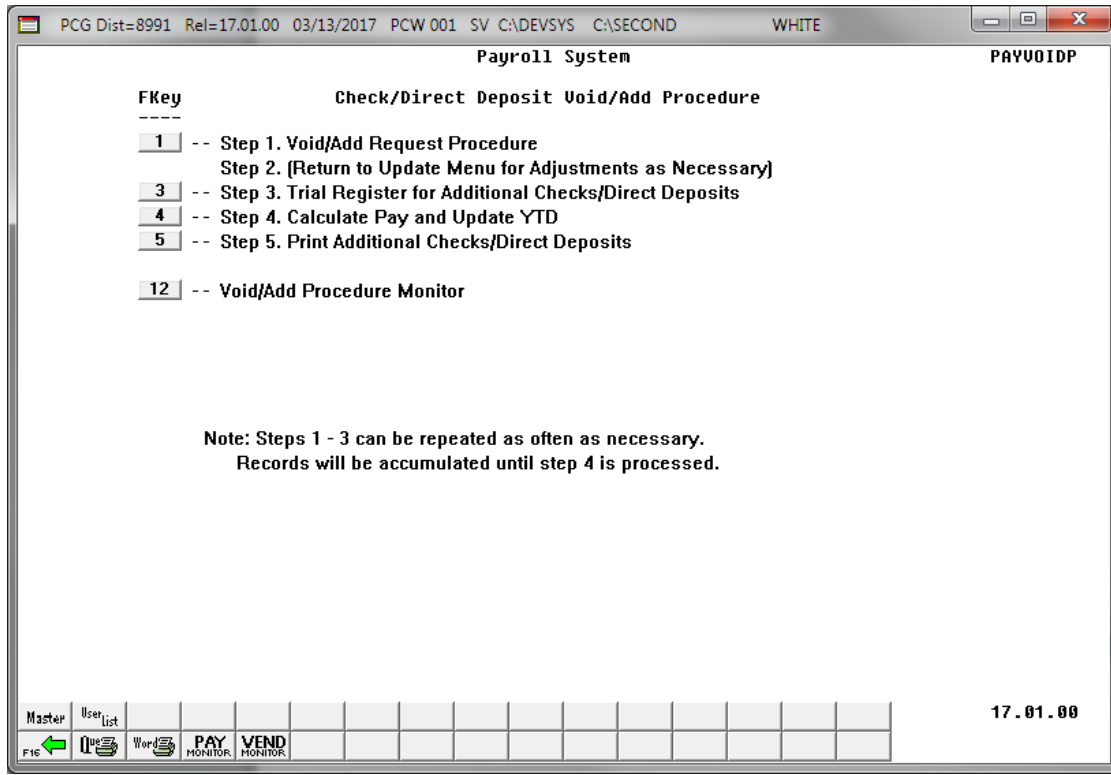 PCG Dist=8991 Rel=17.01.00 03/13/2017 PCW 001 SV C:\DEVSYS C:\SECOND WHITE
Payroll System PAYVOIDP
FKey Check/Direct Deposit Void/Add Procedure
----
1 -- Step 1. Void/Add Request Procedure
Step 2. (Return to Update Menu for Adjustments as Necessary)
3 -- Step 3. Trial Register for Additional Checks/Direct Deposits
4 -- Step 4. Calculate Pay and Update YTD
5 -- Step 5. Print Additional Checks/Direct Deposits
12 -- Void/Add Procedure Monitor
Note: Steps 1 - 3 can be repeated as often as necessary.
Records will be accumulated until step 4 is processed.
Master User List 17.01.00
F16 Que Word PAY MONITOR VEND MONITOR